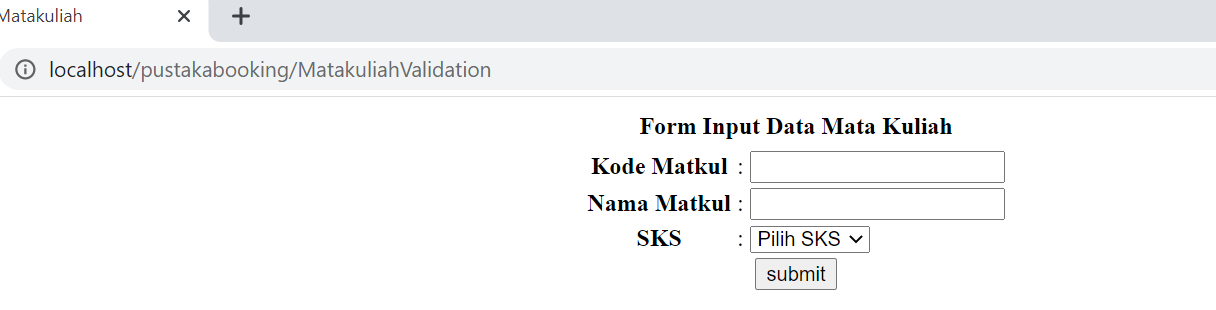 Matakuliah
localhost/pustakabooking/MatakuliahValidation
Form Input Data Mata Kuliah
Kode Matkul :
Nama Matkul :
SKS : Pilih SKS
submit